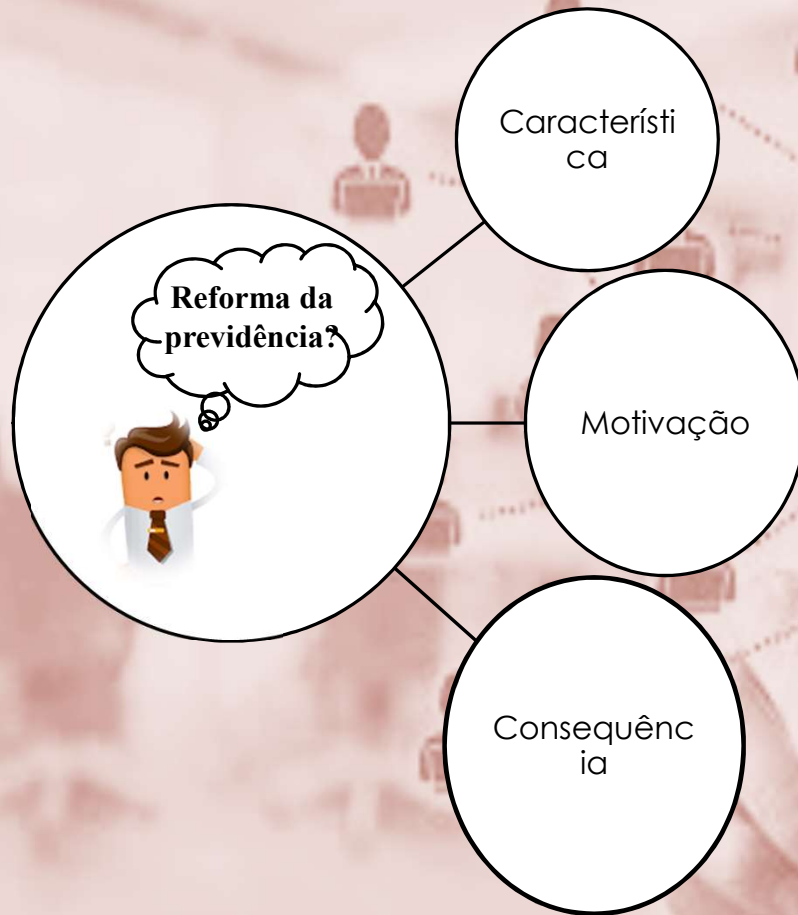 Característi
ca
Reforma da
previdência?
Motivação
Consequênc
ia